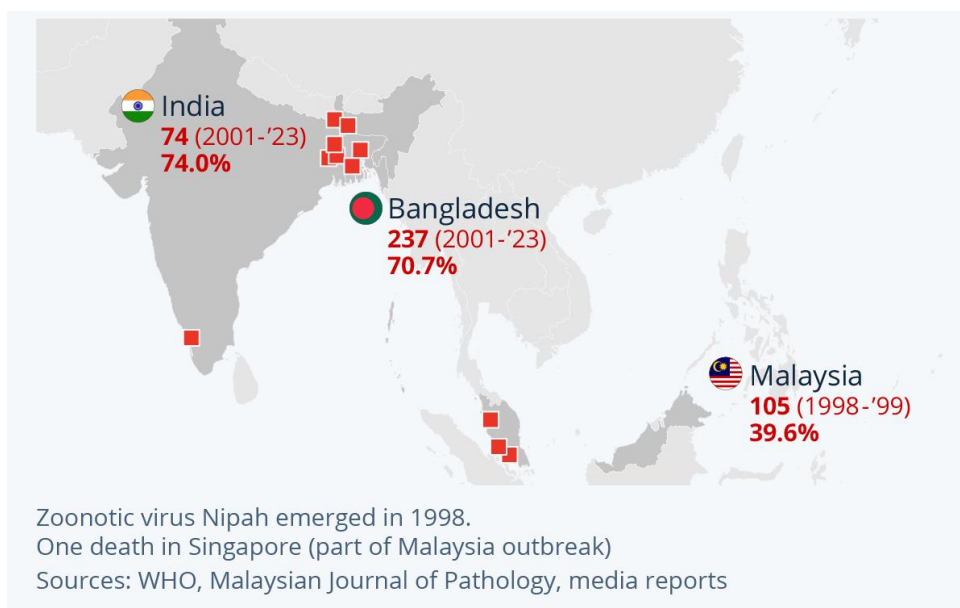 India
74 (2001-’23)
74.0%
Bangladesh
237 (2001-’23)
70.7%
Malaysia
105 (1998-’99)
39.6%
Zoonotic virus Nipah emerged in 1998.
One death in Singapore (part of Malaysia outbreak)
Sources: WHO, Malaysian Journal of Pathology, media reports